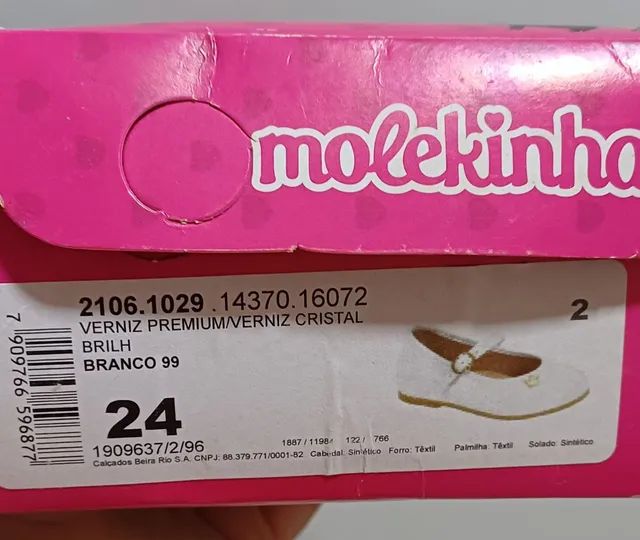 molekinha
2106.1029 .14370.16072
VERNIZ PREMIUM/VERNIZ CRISTAL
BRILH
BRANCO 99
2
24
1909637/2/96
1887 / 11984 122 / 766
Calçados Beira Rio S.A. CNPJ: 88.379.771/0001-82 Cabedal: Sintético Forro: Têxtil Palmilha: Têxtil Solado: Sintético
7 909766 596877